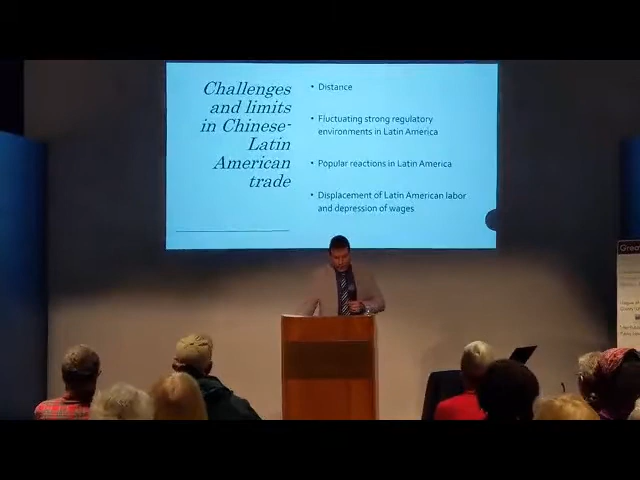 Challenges
and limits
in Chinese-
Latin
American
trade
• Distance
• Fluctuating strong regulatory
environments in Latin America
• Popular reactions in Latin America
• Displacement of Latin American labor
and depression of wages